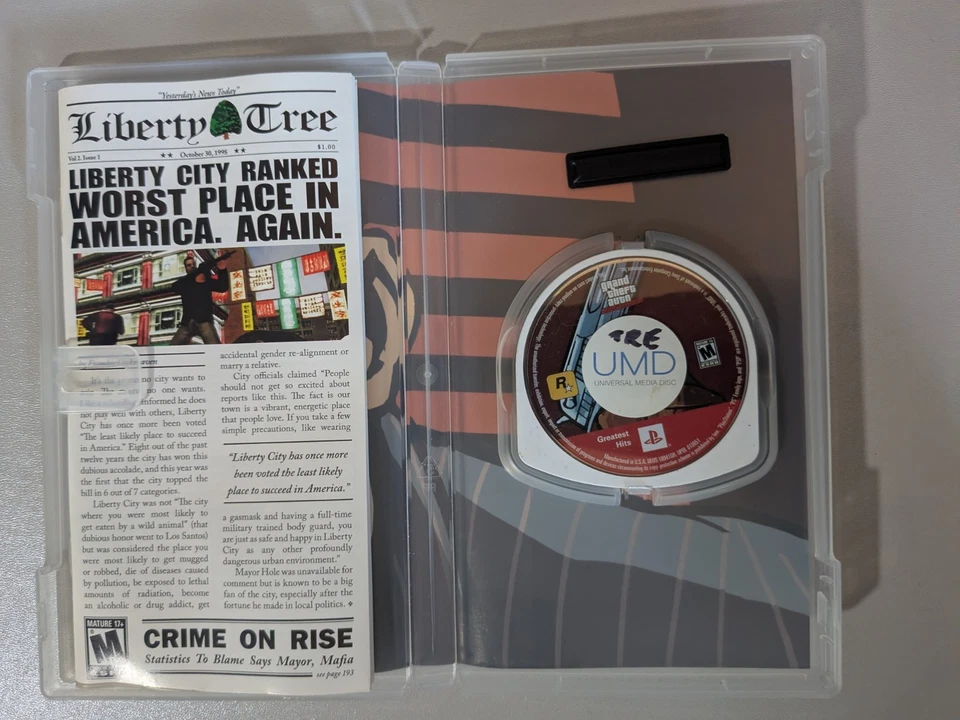 "Yesterday's News Today"
Liberty Tree
Vol 2. Issue 1
★★ October 30, 1998 ★★
$1.00
LIBERTY CITY RANKED
WORST PLACE IN
AMERICA. AGAIN.
by
It's the no city wants to
no one wants.
informed he does
not play well with others, Liberty
City has once more been voted
"The least likely place to succeed
in America." Eight out of the past
twelve years the city has won this
dubious accolade, and this year was
the first that the city topped the
bill in 6 out of 7 categories.
Liberty City was not "The city
where you were most likely to
get eaten by a wild animal" (that
dubious honor went to Los Santos)
but was considered the place you
were most likely to get mugged
or robbed, die of diseases caused
by pollution, be exposed to lethal
amounts of radiation, become
an alcoholic or drug addict, get
accidental gender re-alignment or
marry a relative.
City officials claimed "People
should not get so excited about
reports like this. The fact is our
town is a vibrant, energetic place
that people love. If you take a few
simple precautions, like wearing
"Liberty City has once more
been voted the least likely
place to succeed in America."
a gasmask and having a full-time
military trained body guard, you
are just as safe and happy in Liberty
City as any other profoundly
dangerous urban environment."
Mayor Hole was unavailable for
comment but is known to be a big
fan of the city, especially after the
fortune he made in local politics.
MATURE 17+
M
CRIME ON RISE
Statistics To Blame Says Mayor, Mafia
see page 193
grand
theft
auto
TRE
UMD
UNIVERSAL MEDIA DISC
M
ESRB
R
Greatest
Hits